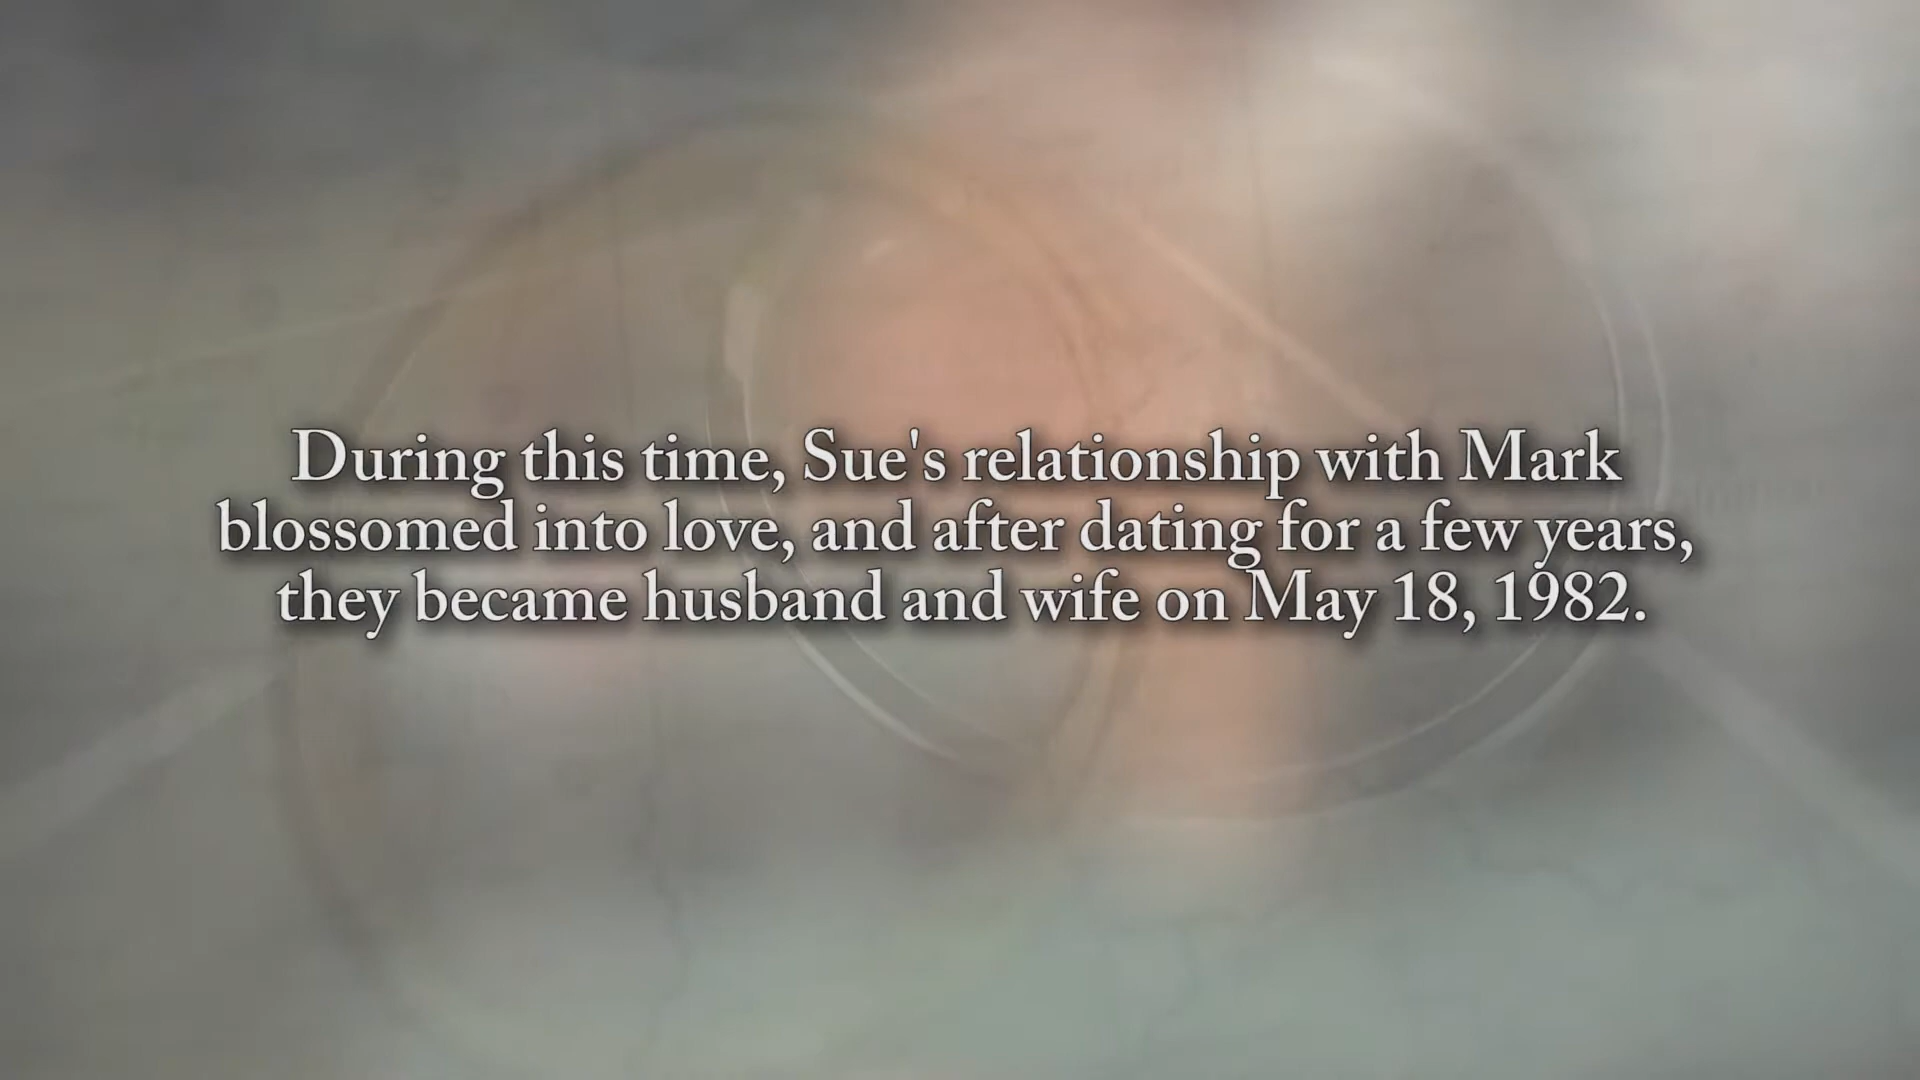 During this time, Sue's relationship with Mark
blossomed into love, and after dating for a few years,
they became husband and wife on May 18, 1982.